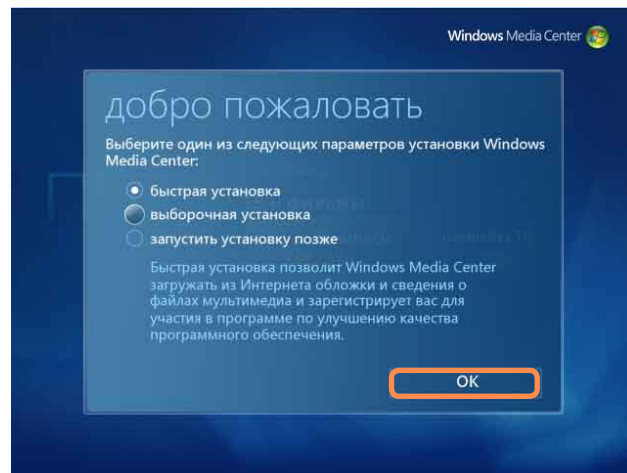 Windows Media Center
добро пожаловать
Выберите один из следующих параметров установки Windows
Media Center:
быстрая установка
выборочная установка
запустить установку позже
Быстрая установка позволит Windows Media Center
загружать из Интернета обложки и сведения о
файлах мультимедиа и зарегистрирует вас для
участия в программе по улучшению качества
программного обеспечения.
ОК